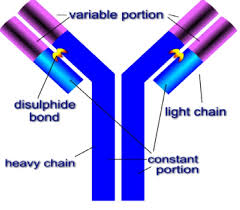 variable portion
disulphide
bond
light chain
heavy chain
constant
portion